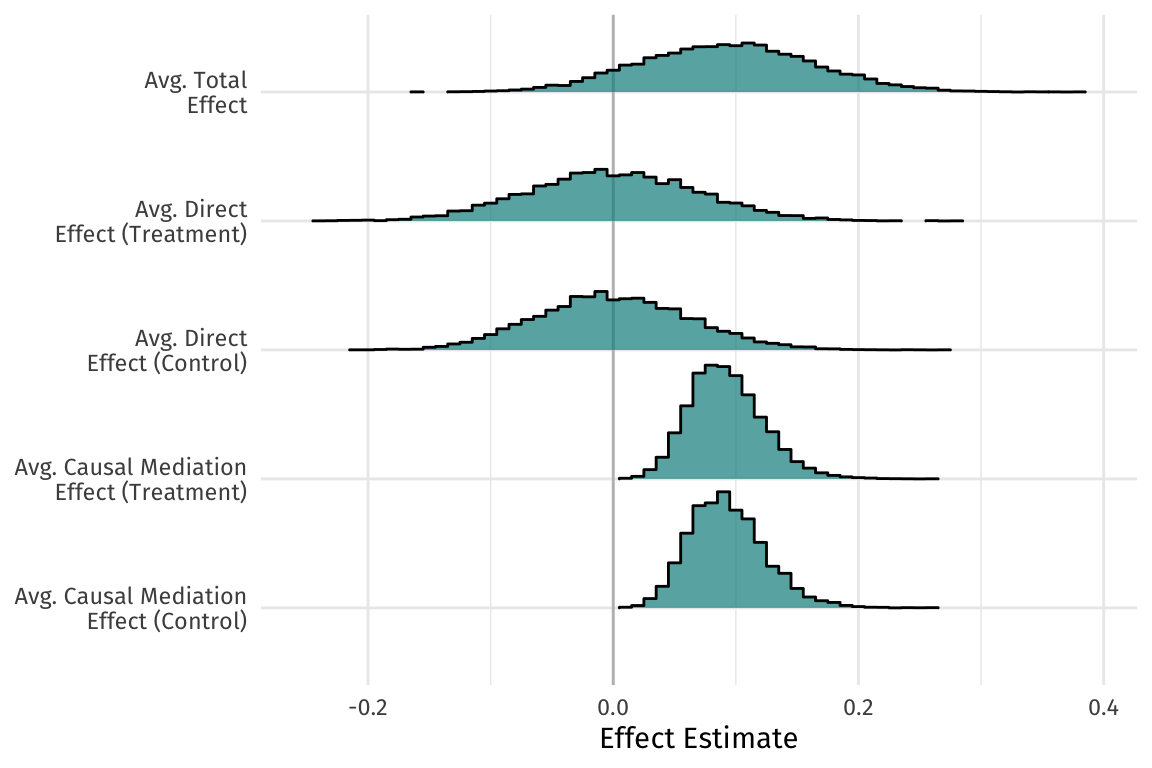 Avg. Total
Effect
Avg. Direct
Effect (Treatment)
Avg. Direct
Effect (Control)
Avg. Causal Mediation
Effect (Treatment)
Avg. Causal Mediation
Effect (Control)
-0.2 0.0 0.2 0.4
Effect Estimate